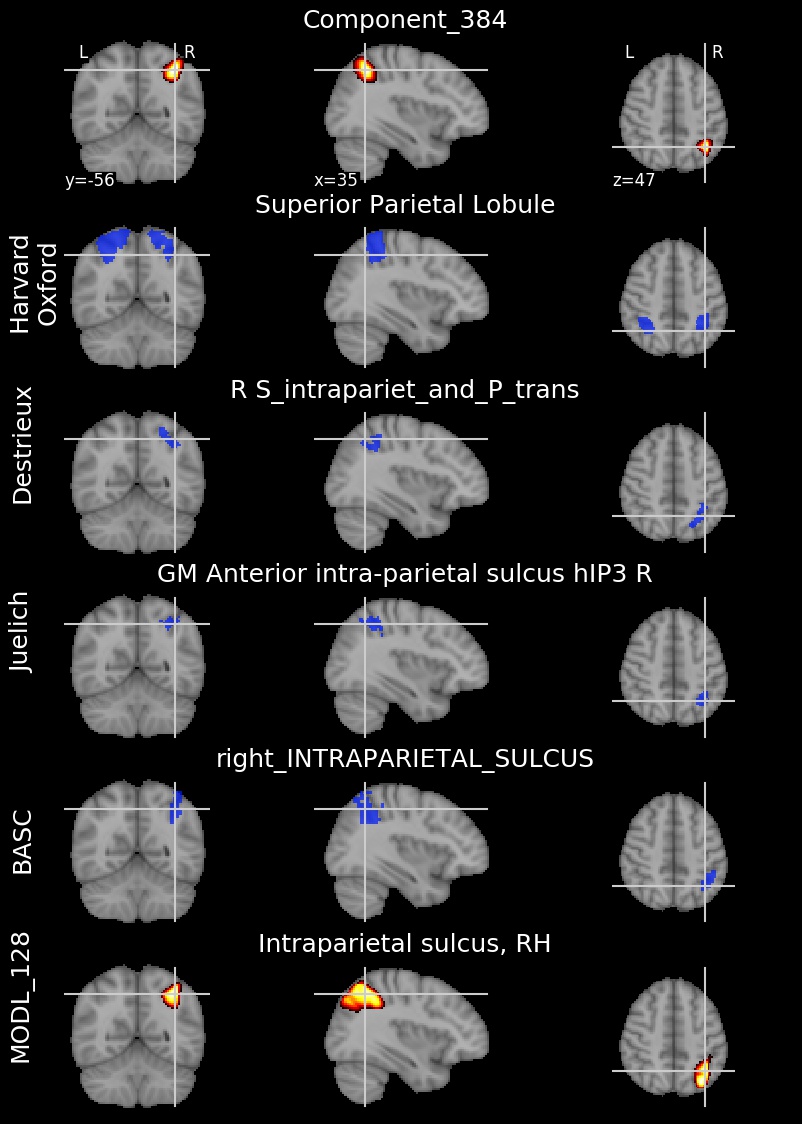 Component_384
L
R
L
R
y=-56
x=35
z=47
Superior Parietal Lobule
Harvard
Oxford
R S_intrapariet_and_P_trans
Destrieux
GM Anterior intra-parietal sulcus hIP3 R
Juelich
right_INTRAPARIETAL_SULCUS
BASC
Intraparietal sulcus, RH
MODL_128